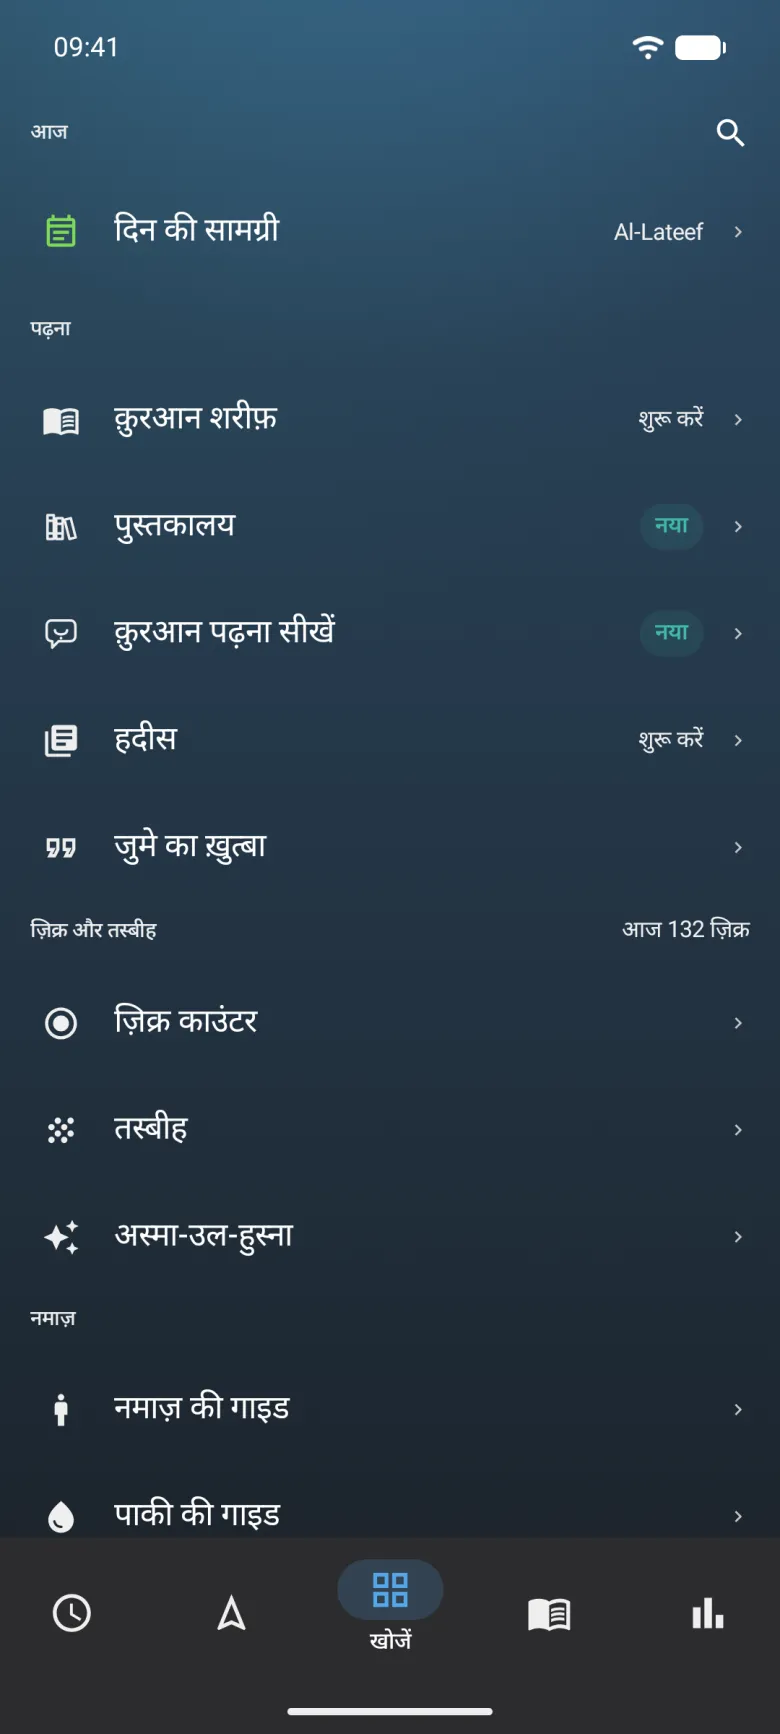 09:41
आज
दिन की सामग्री Al-Lateef
पढ़ना
क़ुरआन शरीफ़ शुरू करें
पुस्तकालय नया
क़ुरआन पढ़ना सीखें नया
हदीस शुरू करें
जुमे का ख़ुत्बा
ज़िक्र और तस्बीह आज 132 ज़िक्र
ज़िक्र काउंटर
तस्बीह
अस्मा-उल-हुस्ना
नमाज़
नमाज़ की गाइड
पाकी की गाइड
खोजें